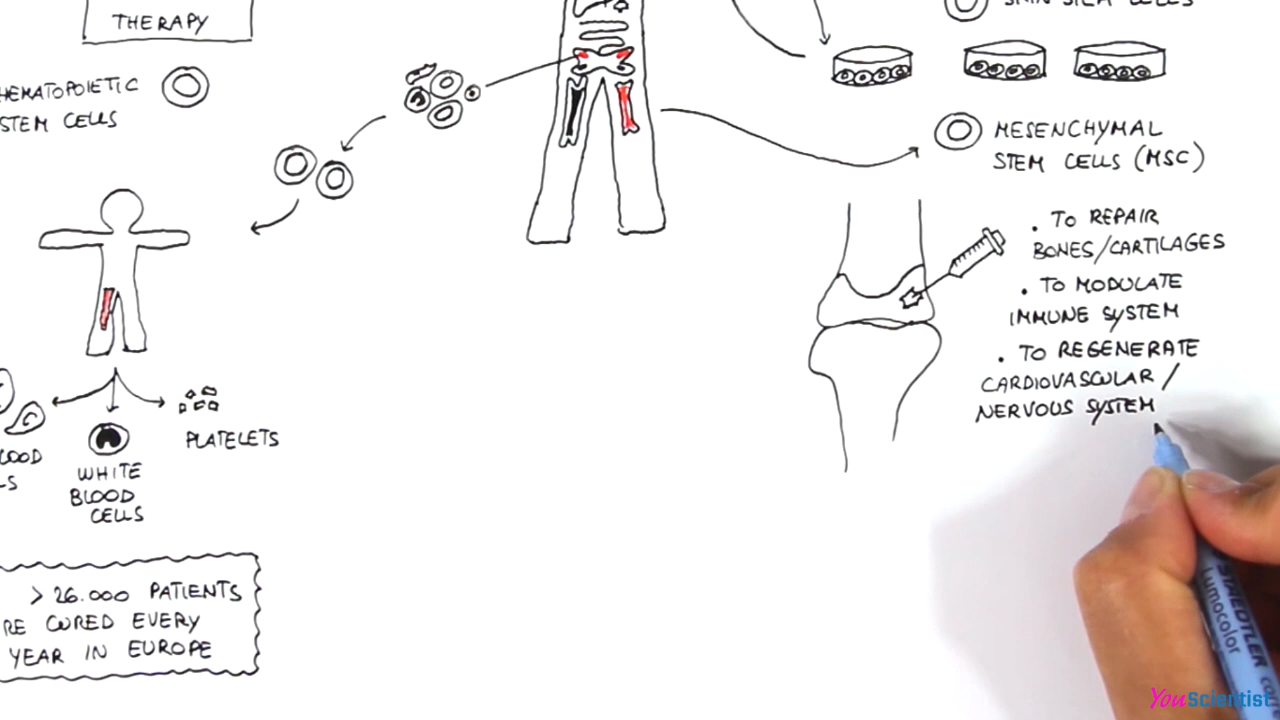 THERAPY
HEMATOPOIETIC
STEM CELLS
PLATELETS
WHITE
BLOOD
CELLS
> 26.000 PATIENTS
CURED EVERY
YEAR IN EUROPE
MESENCHYMAL
STEM CELLS (MSC)
. TO REPAIR
BONES/CARTILAGES
. TO MODULATE
IMMUNE SYSTEM
. TO REGENERATE
CARDIOVASCULAR/
NERVOUS SYSTEM
STAEDTLER
Lumocolor
YouScientist